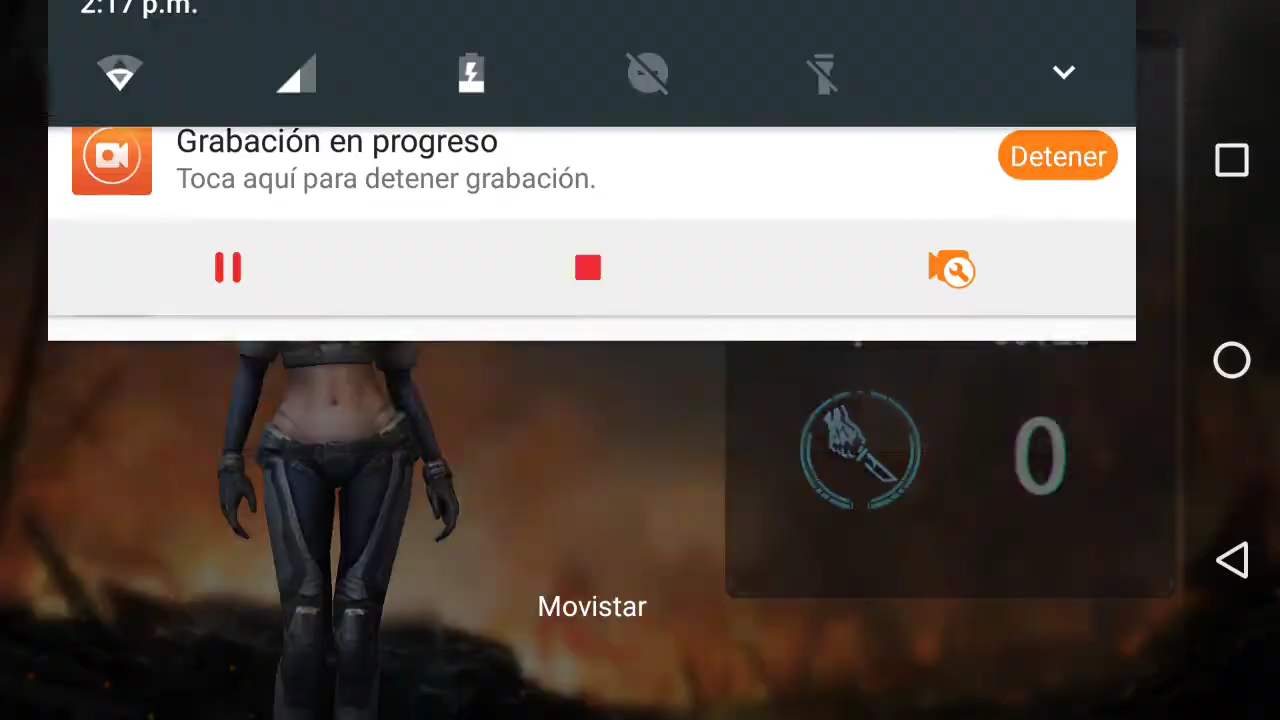 2:17 p.m.
Grabación en progreso
Toca aquí para detener grabación.
Detener
0
Movistar